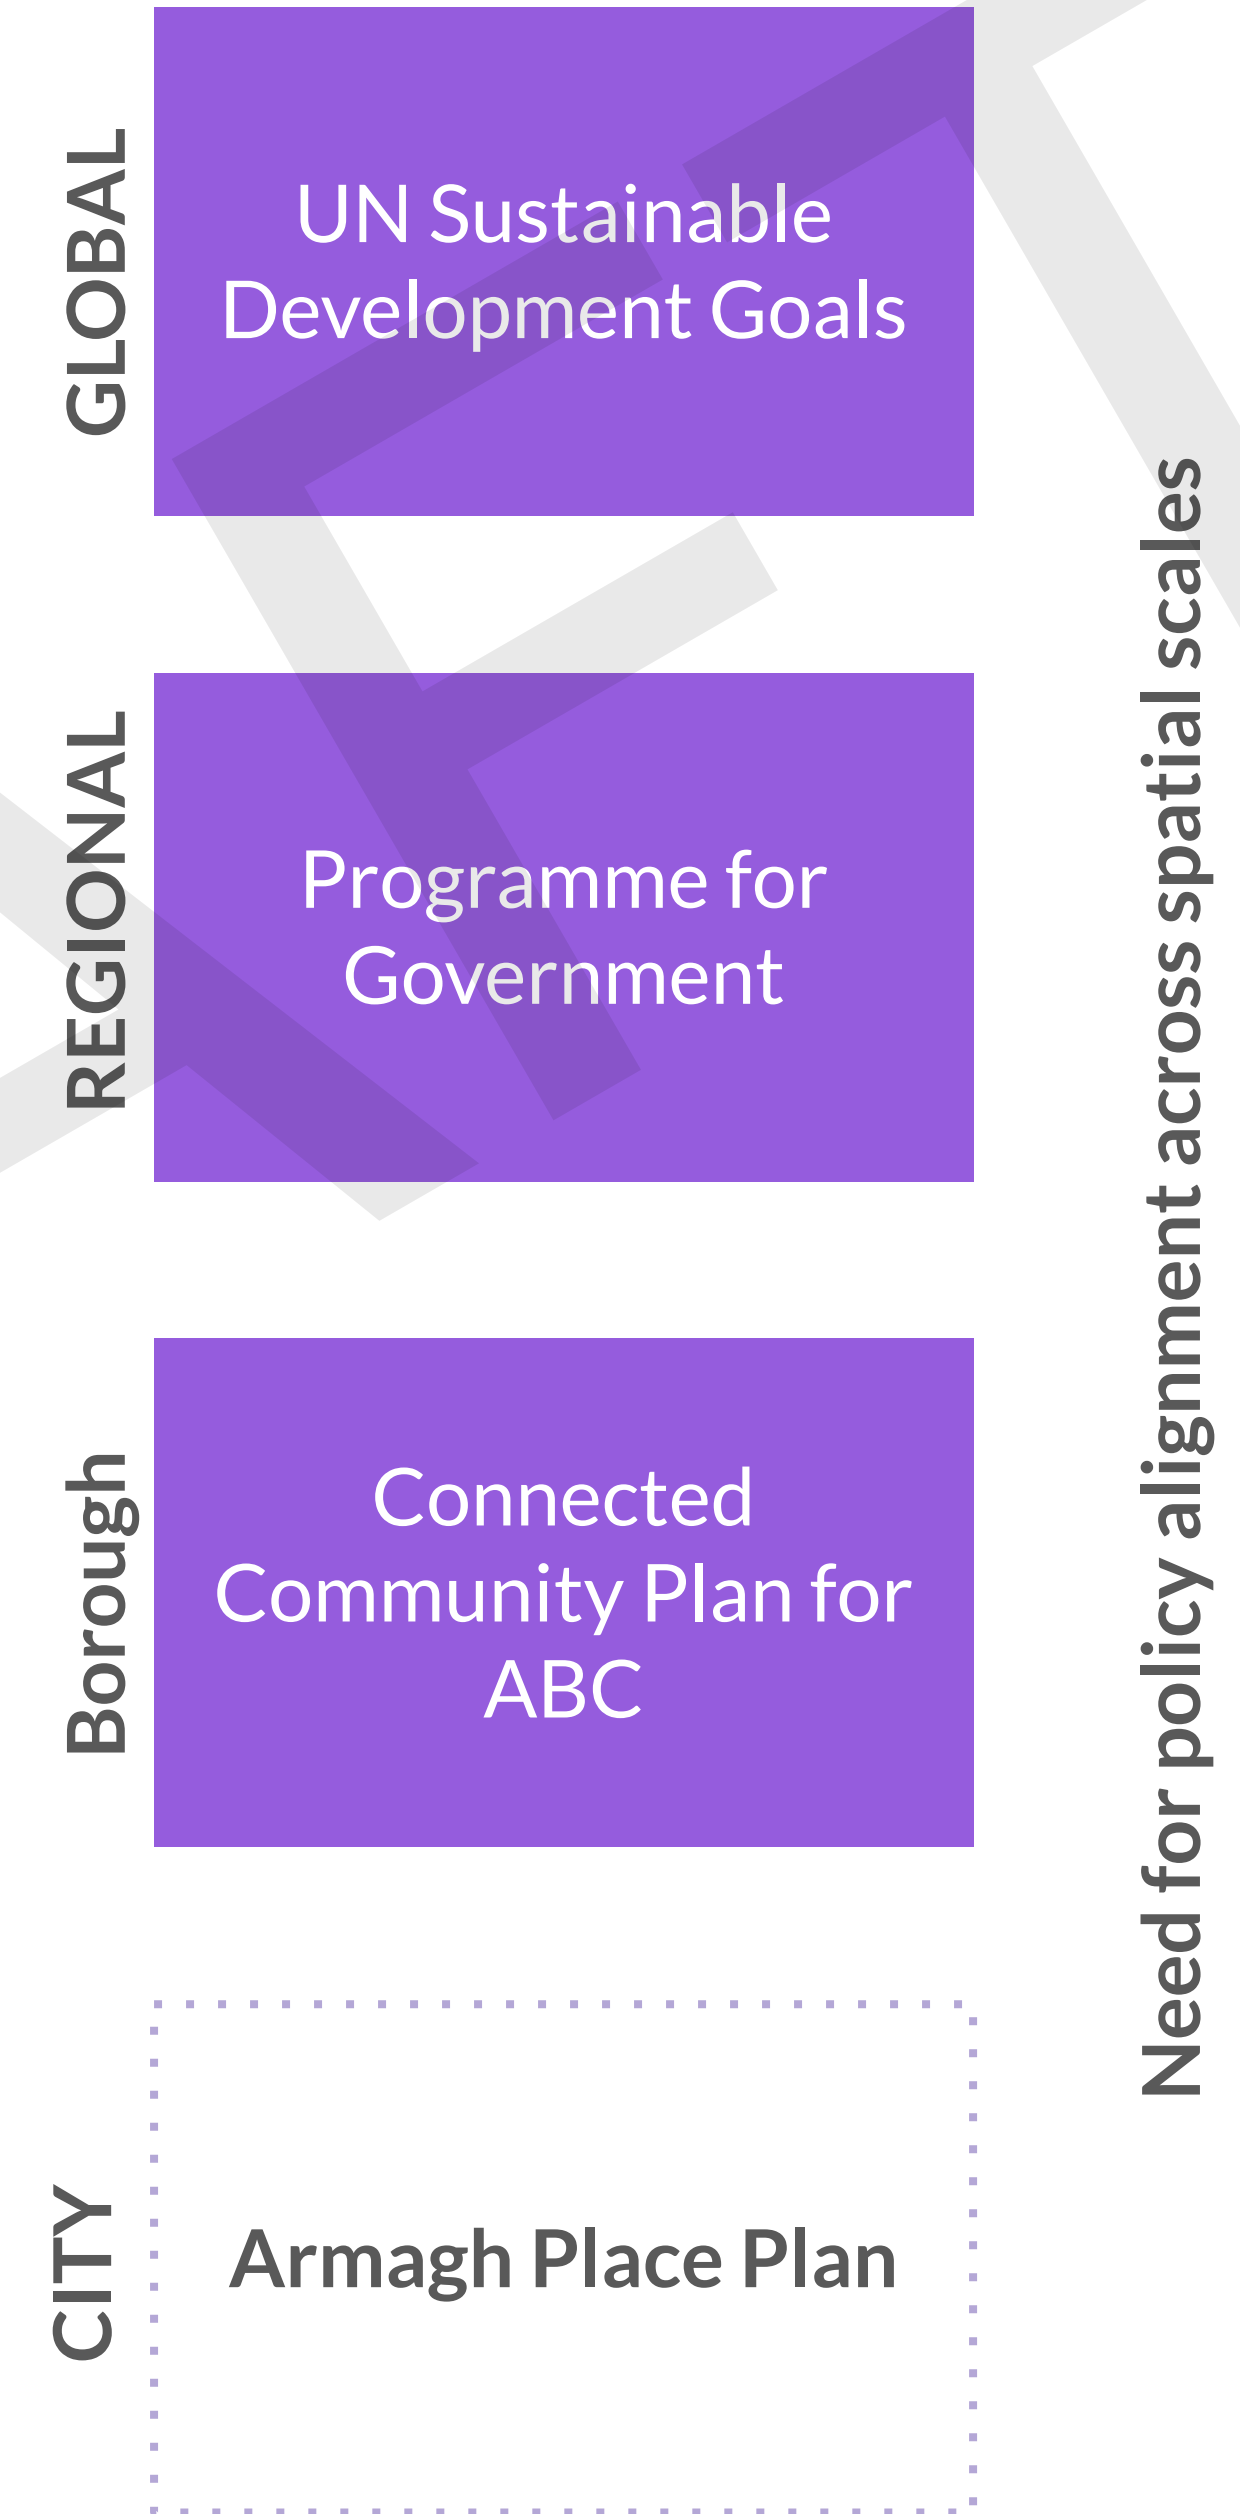 GLOBAL
UN Sustainable
Development Goals
REGIONAL
Programme for
Government
Borough
Connected
Community Plan for
ABC
CITY
Armagh Place Plan
Need for policy alignment across spatial scales